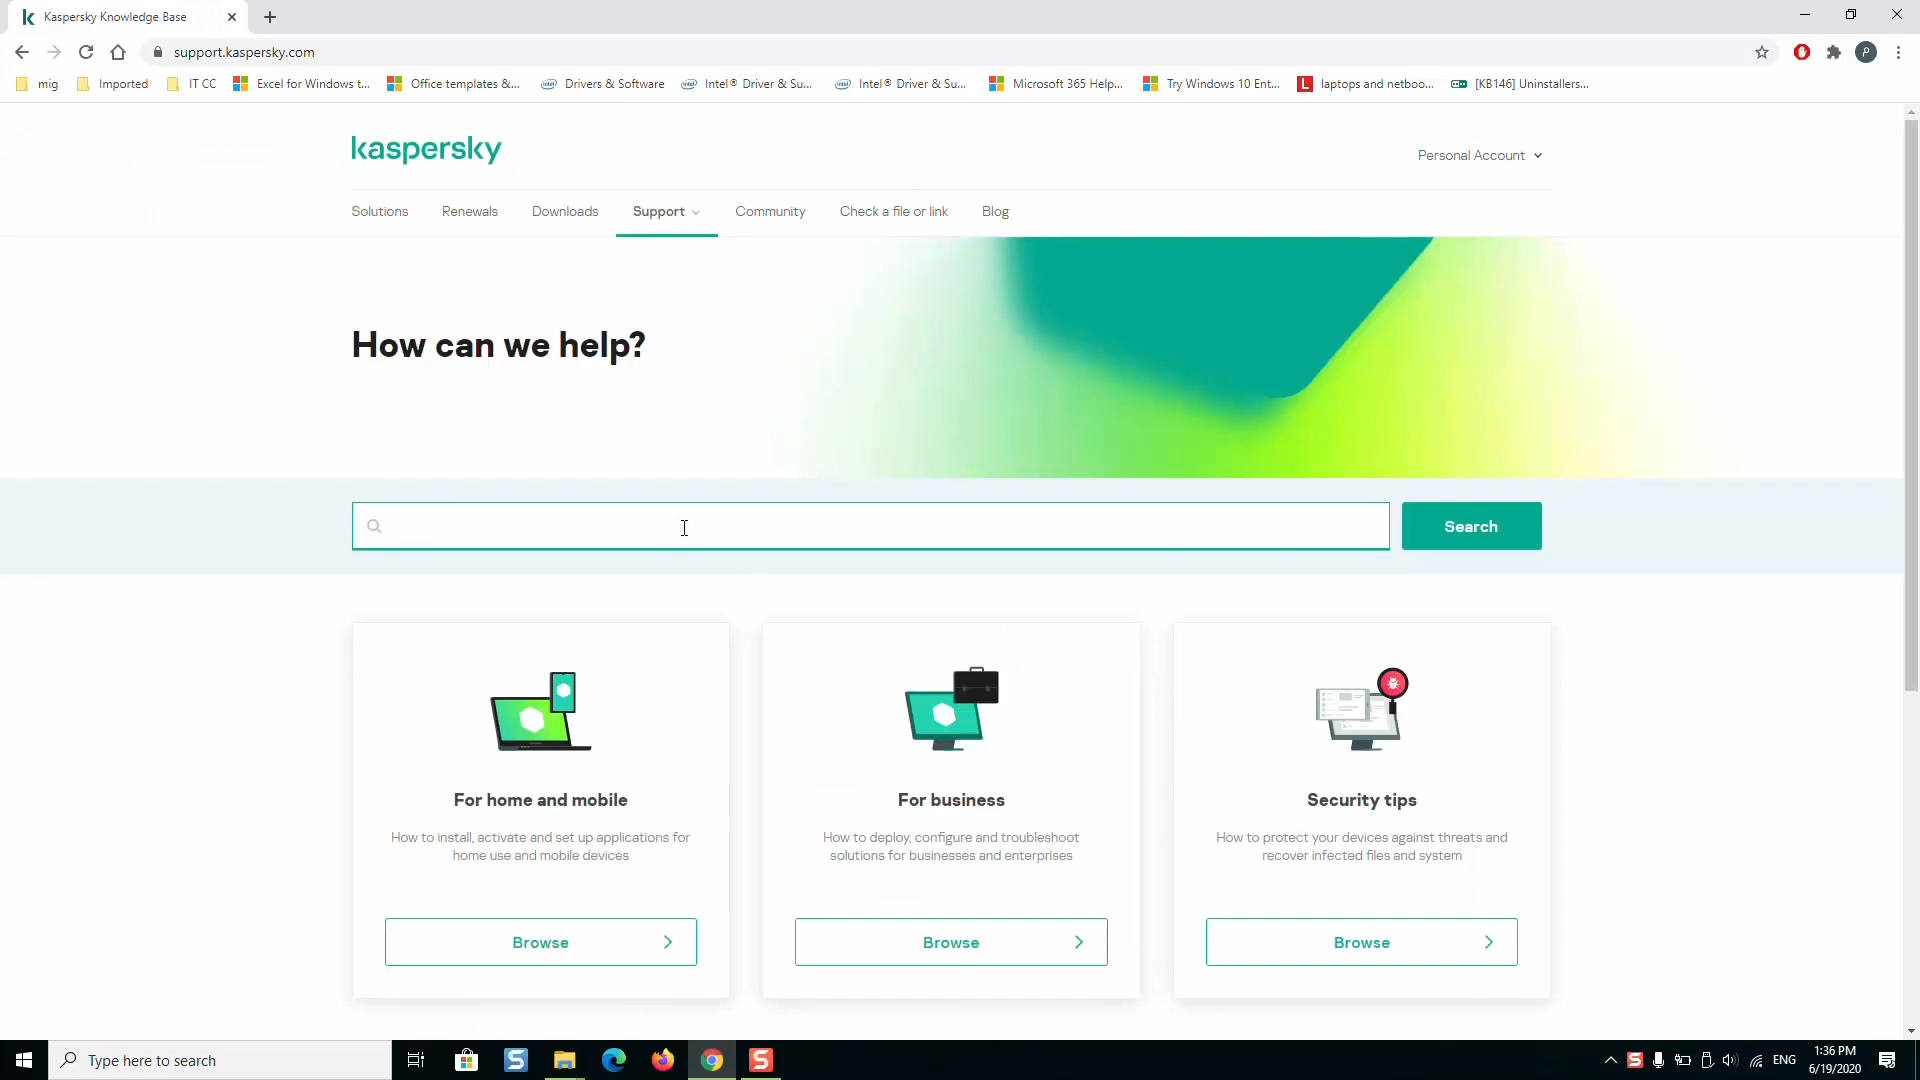 Kaspersky Knowledge Base
support.kaspersky.com
P
mig
Imported
IT CC
Excel for Windows t...
Office templates &...
Drivers & Software
Intel® Driver & Su...
Intel® Driver & Su...
Microsoft 365 Help...
Try Windows 10 Ent...
L
laptops and netboo...
[KB146] Uninstallers...
kaspersky
Personal Account
Solutions
Renewals
Downloads
Support
Community
Check a file or link
Blog
How can we help?
Search
For home and mobile
How to install, activate and set up applications for
home use and mobile devices
Browse
For business
How to deploy, configure and troubleshoot
solutions for businesses and enterprises
Browse
Security tips
How to protect your devices against threats and
recover infected files and system
Browse
Type here to search
S
S
S
ENG
1:36 PM
6/19/2020